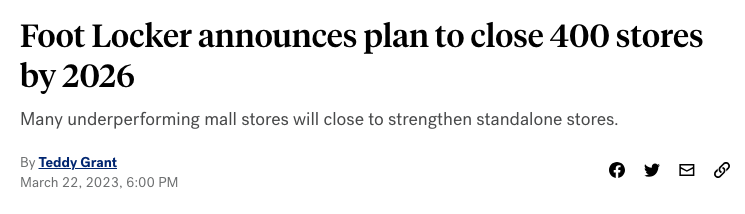 Foot Locker announces plan to close 400 stores
by 2026
Many underperforming mall stores will close to strengthen standalone stores.
By Teddy Grant
March 22, 2023, 6:00 PM